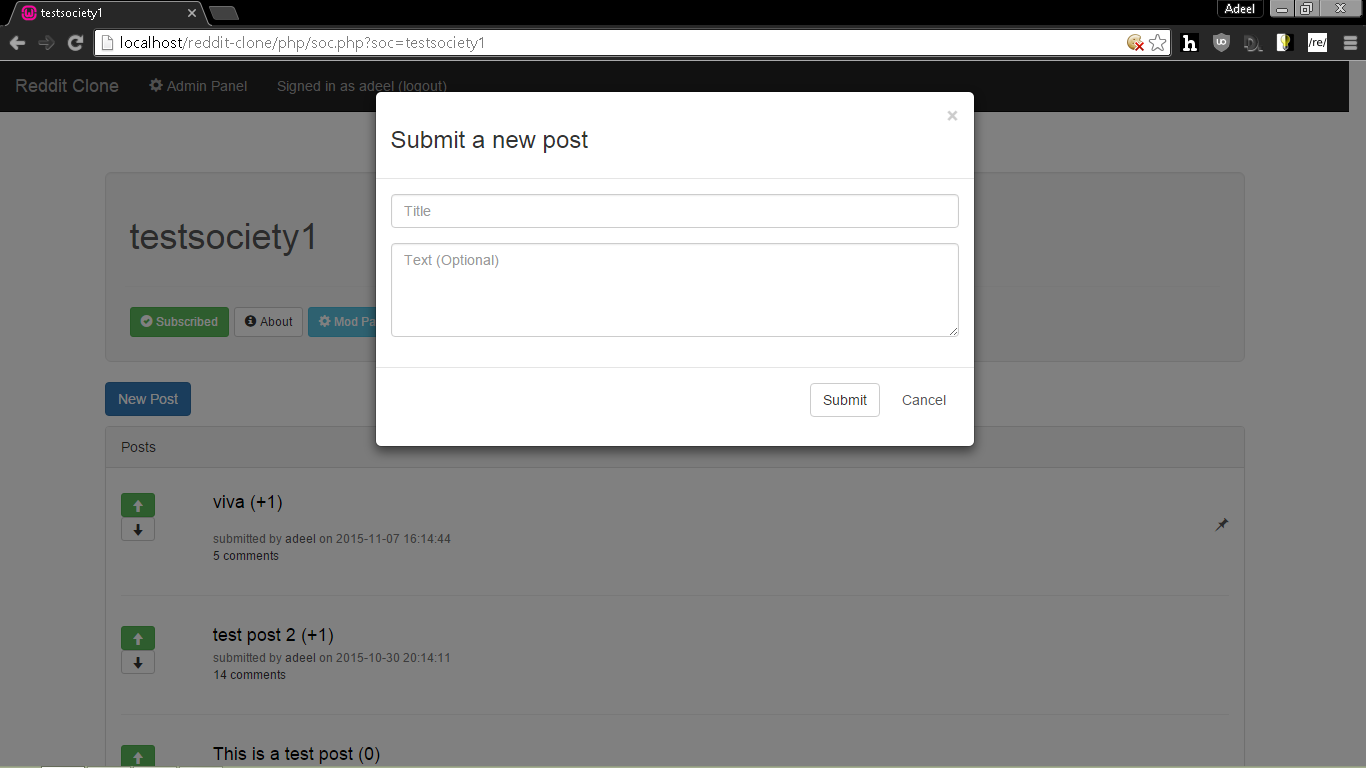 testsociety1
Adeel
localhost/reddit-clone/php/soc.php?soc=testsociety1
/re/
Reddit Clone Admin Panel Signed in as adeel (logout)
×
Submit a new post
Title
testsociety1
Text (Optional)
Subscribed About Mod Pa
Submit Cancel
New Post
Posts
viva (+1)
submitted by adeel on 2015-11-07 16:14:44
5 comments
test post 2 (+1)
submitted by adeel on 2015-10-30 20:14:11
14 comments
This is a test post (0)